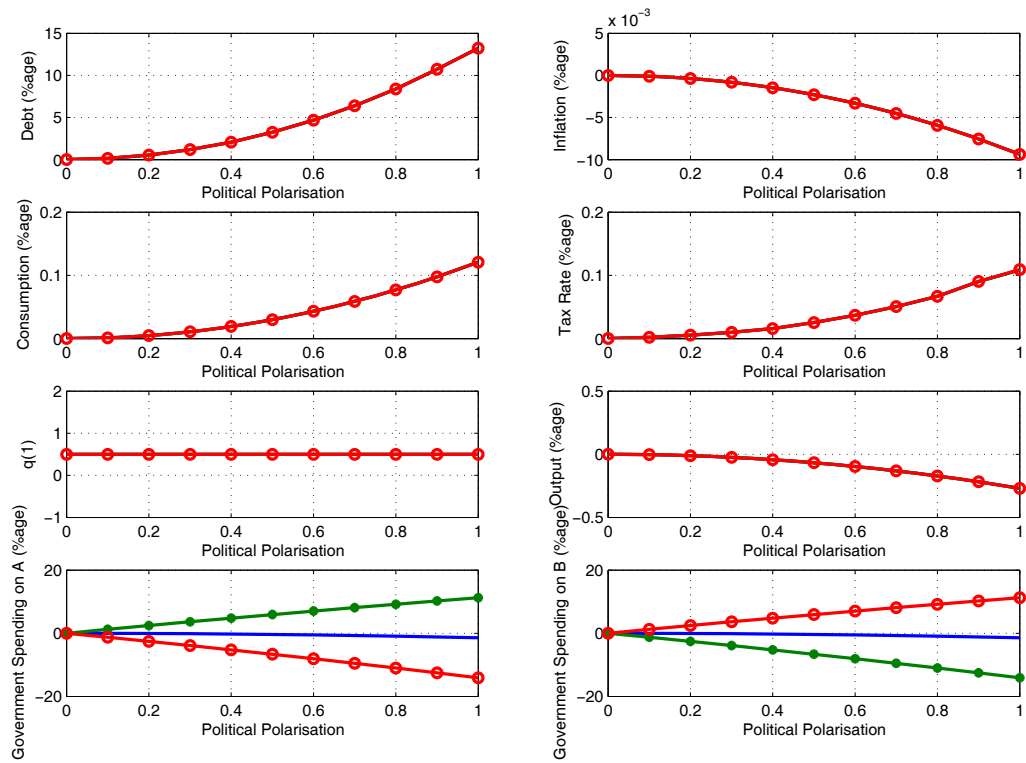 Debt (%age)
15
10
5
0
0 0.2 0.4 0.6 0.8 1
Political Polarisation
x 10⁻³
Inflation (%age)
5
0
−5
−10
0 0.2 0.4 0.6 0.8 1
Political Polarisation
Consumption (%age)
0.2
0.1
0
0 0.2 0.4 0.6 0.8 1
Political Polarisation
Tax Rate (%age)
0.2
0.1
0
0 0.2 0.4 0.6 0.8 1
Political Polarisation
q(1)
2
1
0
−1
0 0.2 0.4 0.6 0.8 1
Political Polarisation
Output (%age)
0.5
0
−0.5
0 0.2 0.4 0.6 0.8 1
Political Polarisation
Government Spending on A (%age)
20
0
−20
0 0.2 0.4 0.6 0.8 1
Political Polarisation
Government Spending on B (%age)
20
0
−20
0 0.2 0.4 0.6 0.8 1
Political Polarisation